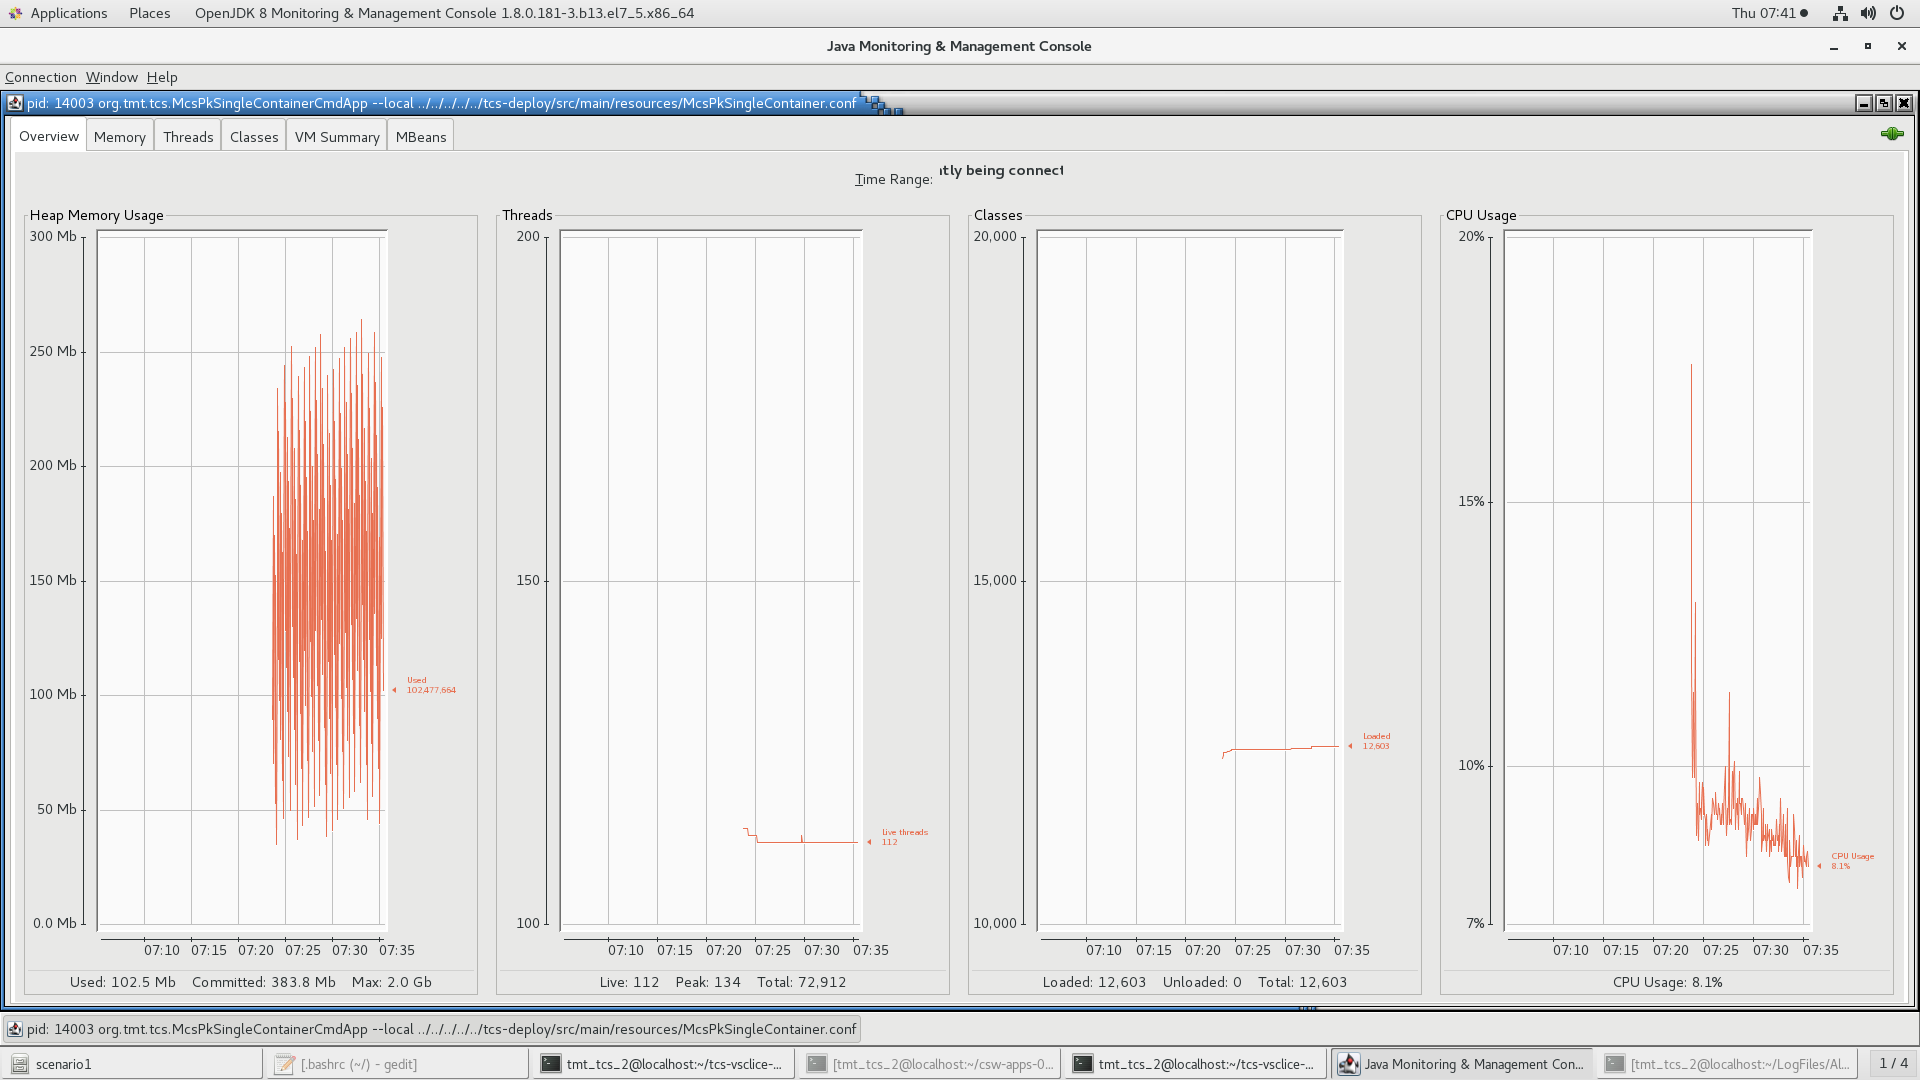 Applications Places OpenJDK 8 Monitoring & Management Console 1.8.0.181-3.b13.el7_5.x86_64 Thu 07:41
Java Monitoring & Management Console
Connection Window Help
pid: 14003 org.tmt.tcs.McsPkSingleContainerCmdApp --local ../../../../../tcs-deploy/src/main/resources/McsPkSingleContainer.conf
Overview Memory Threads Classes VM Summary MBeans
tly being connect
Time Range:
Heap Memory Usage
300 Mb
250 Mb
200 Mb
150 Mb
100 Mb
50 Mb
0.0 Mb
Used
102,477,664
07:10 07:15 07:20 07:25 07:30 07:35
Used: 102.5 Mb Committed: 383.8 Mb Max: 2.0 Gb
Threads
200
150
100
Live threads
112
07:10 07:15 07:20 07:25 07:30 07:35
Live: 112 Peak: 134 Total: 72,912
Classes
20,000
15,000
10,000
Loaded
12,603
07:10 07:15 07:20 07:25 07:30 07:35
Loaded: 12,603 Unloaded: 0 Total: 12,603
CPU Usage
20%
15%
10%
7%
CPU Usage
8.1%
07:10 07:15 07:20 07:25 07:30 07:35
CPU Usage: 8.1%
pid: 14003 org.tmt.tcs.McsPkSingleContainerCmdApp --local ../../../../../tcs-deploy/src/main/resources/McsPkSingleContainer.conf
scenario1 [.bashrc (~/) - gedit] tmt_tcs_2@localhost:~/tcs-vsclice-... [tmt_tcs_2@localhost:~/csw-apps-0... tmt_tcs_2@localhost:~/tcs-vsclice-... Java Monitoring & Management Con... [tmt_tcs_2@localhost:~/LogFiles/Al... 1 / 4